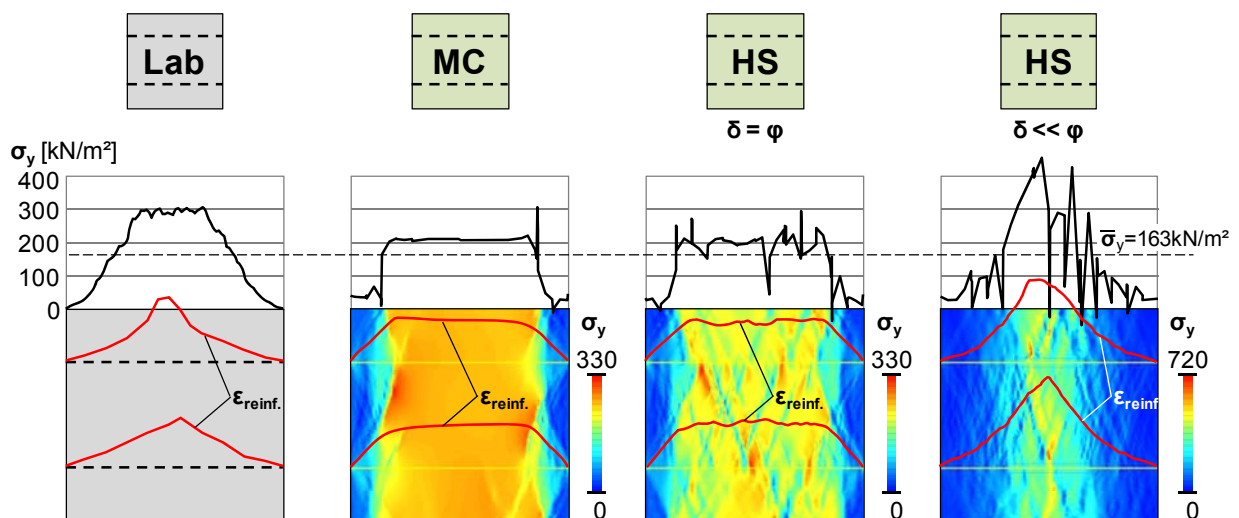 Lab
MC
HS
HS
δ = φ
δ << φ
σy [kN/m²]
400
300
200
100
0
σ̅y=163kN/m²
σy
330
0
σy
330
0
σy
720
0
εreinf.
εreinf.
εreinf.
εreinf